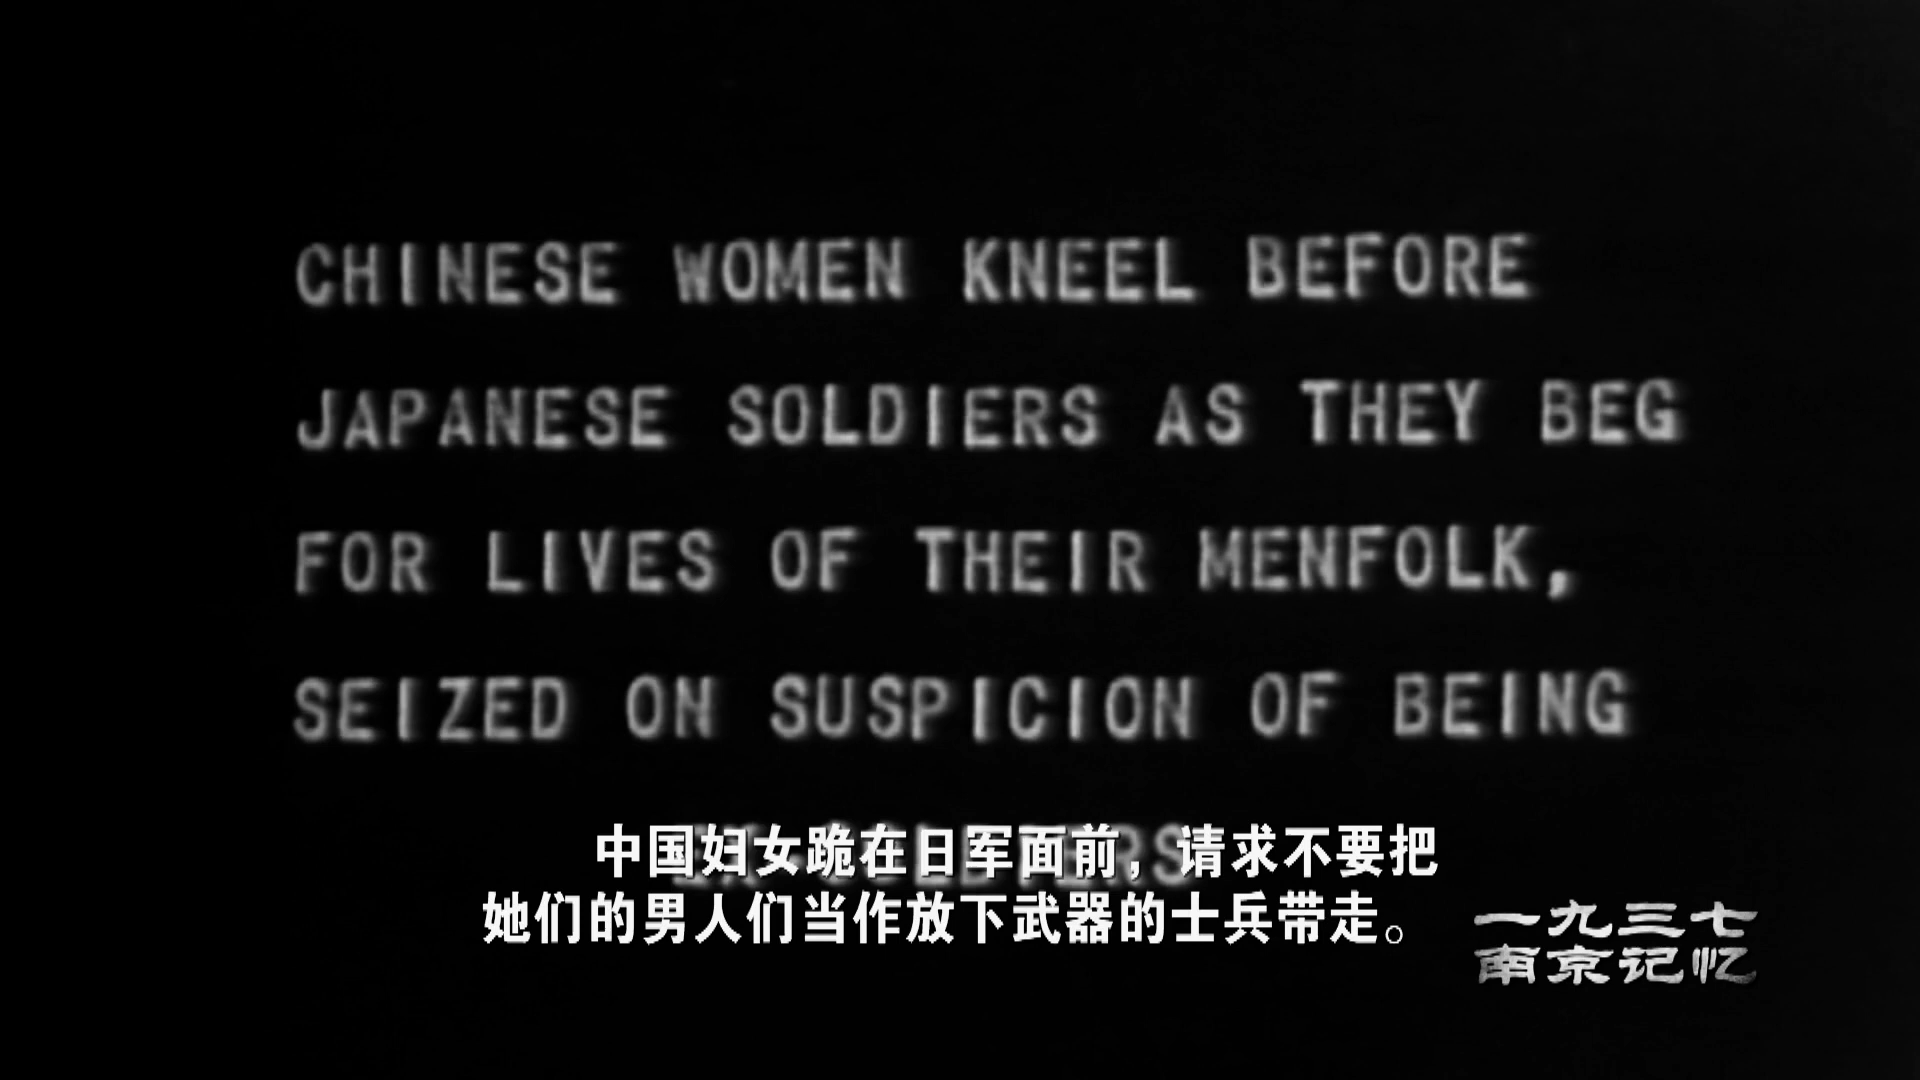 CHINESE WOMEN KNEEL BEFORE
JAPANESE SOLDIERS AS THEY BEG
FOR LIVES OF THEIR MENFOLK,
SEIZED ON SUSPICION OF BEING
中国妇女跪在日军面前，请求不要把
她们的男人们当作放下武器的士兵带走。
一九三七
南京记忆